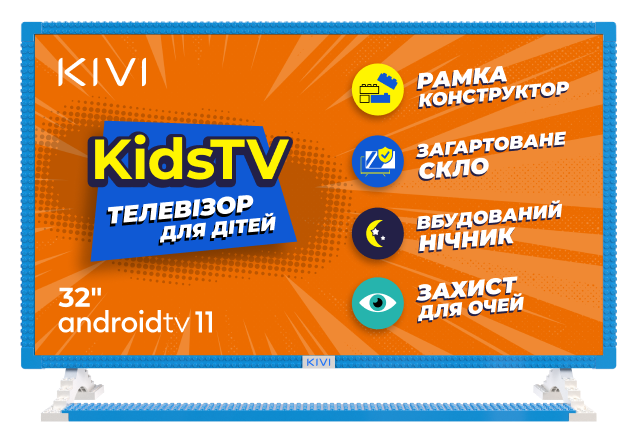 KIVI
KidsTV
ТЕЛЕВІЗОР
ДЛЯ ДІТЕЙ
32"
androidtv 11
РАМКА
КОНСТРУКТОР
ЗАГАРТОВАНЕ
СКЛО
ВБУДОВАНИЙ
НІЧНИК
ЗАХИСТ
ДЛЯ ОЧЕЙ
KIVI